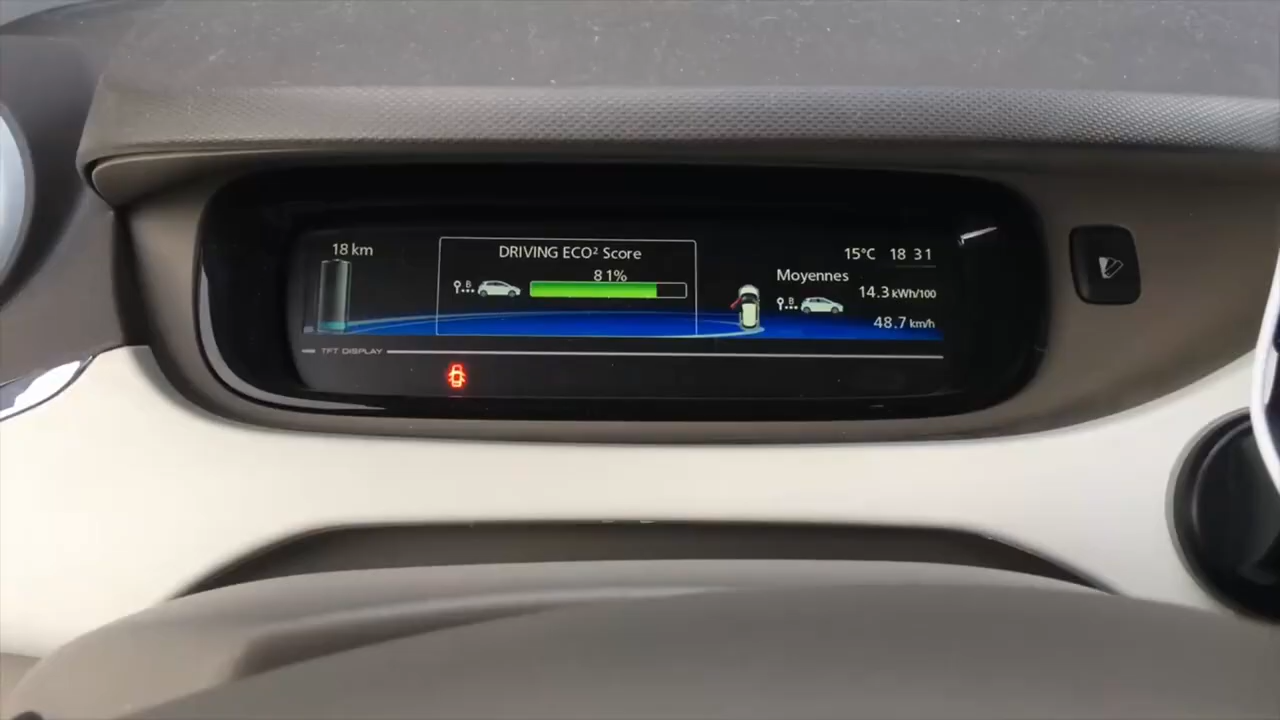 18 km
DRIVING ECO² Score
81%
B
15°C 18 31
Moyennes
B
14.3 kWh/100
48.7 km/h
TFT DISPLAY